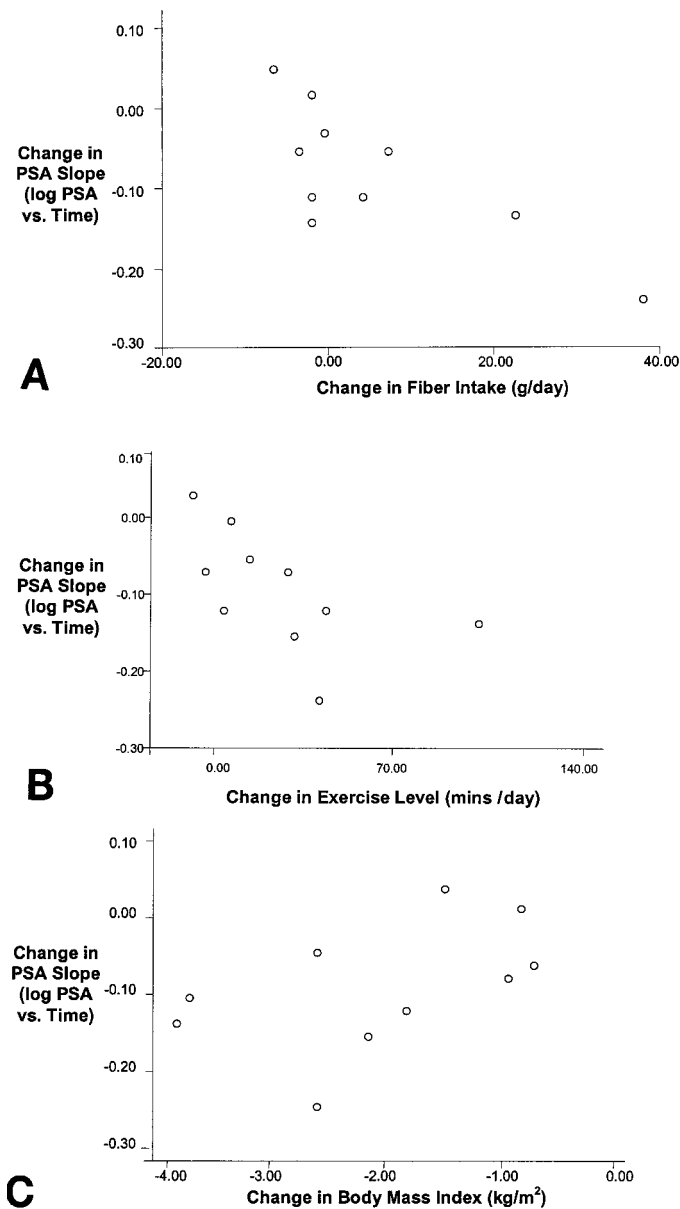 0.10
0.00
Change in
PSA Slope
(log PSA
vs. Time)
-0.10
-0.20
-0.30
-20.00 0.00 20.00 40.00
A
Change in Fiber Intake (g/day)
0.10
0.00
Change in
PSA Slope
(log PSA
vs. Time)
-0.10
-0.20
-0.30
0.00 70.00 140.00
B
Change in Exercise Level (mins /day)
0.10
0.00
Change in
PSA Slope
(log PSA
vs. Time)
-0.10
-0.20
-0.30
-4.00 -3.00 -2.00 -1.00 0.00
C
Change in Body Mass Index (kg/m²)